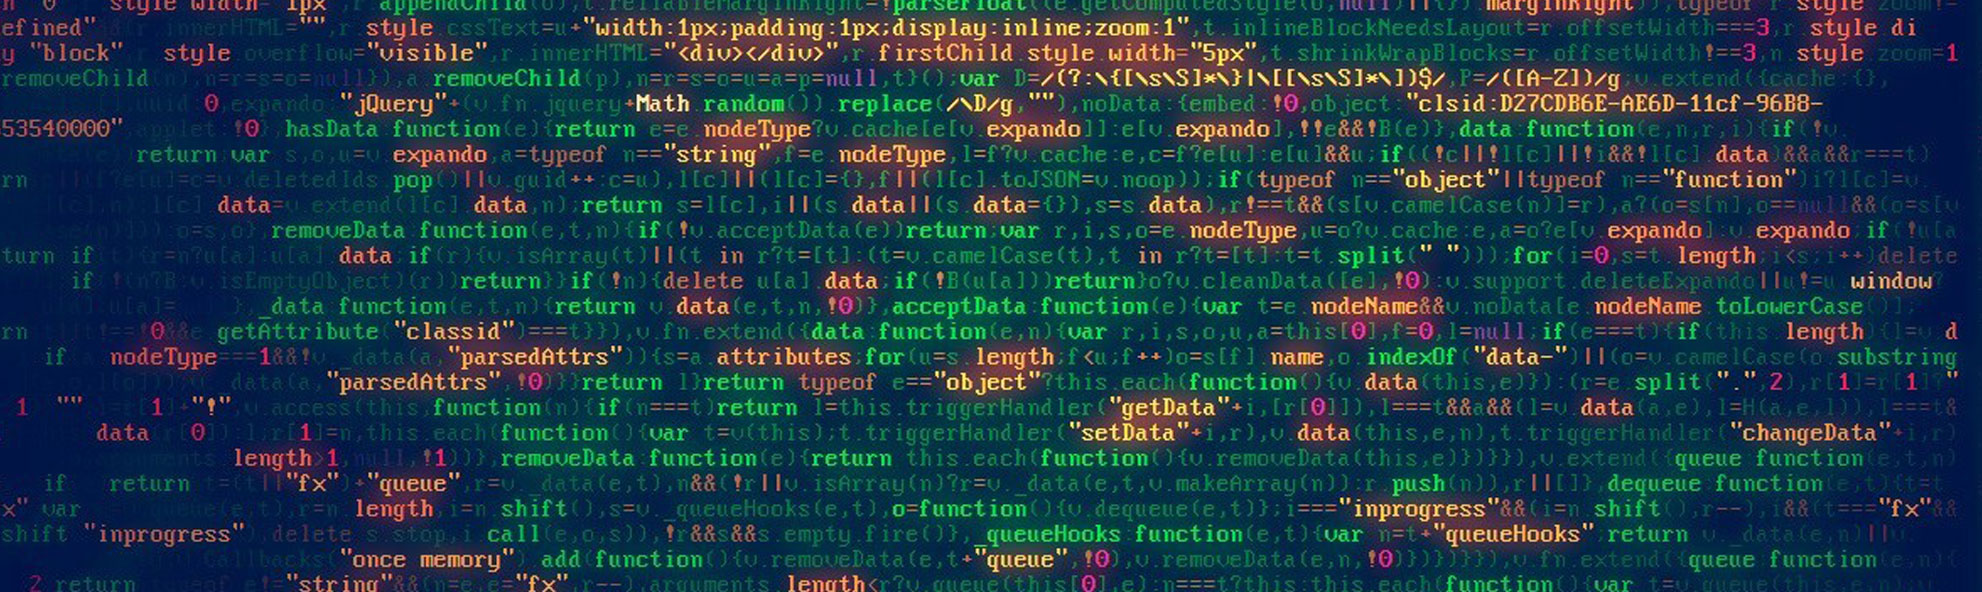 style width= 1px ,r appendChild(o),t.reliableMarginRight=!parseFloat((e.getComputedStyle(o,null)||{}) marginRight)),typeof r style zoom!=
efined" r innerHTML="",r style cssText=u+"width:1px;padding:1px;display:inline;zoom:1",t.inlineBlockNeedsLayout=r.offsetWidth===3,r style di
y "block" style overflow="visible",r innerHTML="<div></div>",r firstChild style width="5px",t.shrinkWrapBlocks=r.offsetWidth!==3,n style zoom=1
removeChild(n),n=r=s=o=null}),a removeChild(p),n=r=s=o=u=a=p=null,t}();var D=/(?:\{[\s\S]*\}|\[[\s\S]*\])$/,P=/([A-Z])/g;v.extend({cache:{},
uuid 0,expando:"jQuery"+(v.fn.jquery+Math random()).replace(/\D/g,""),noData:{embed:!0,object:"clsid:D27CDB6E-AE6D-11cf-96B8-
53540000",applet:!0},hasData function(e){return e=e nodeType?v.cache[e[v expando]]:e[v expando],!!e&&!B(e)},data function(e,n,r,i){if(!v.
return var s,o,u=v expando,a=typeof n=="string",f=e nodeType,l=f?v.cache:e,c=f?e[u]:e[u]&&u;if((!c||!l[c]||!i&&!l[c] data)&&a&&r===t)
rn c||(f?e[u]=c=v.deletedIds pop()||v.guid++:c=u),l[c]||(l[c]={},f||(l[c].toJSON=v.noop));if(typeof n=="object"||typeof n=="function")i?l[c]=v.
l[c],n):l[c] data=v.extend(l[c] data,n);return s=l[c],i||(s data||(s data={}),s=s data),r!==t&&(s[v.camelCase(n)]=r),a?(o=s[n],o==null&&(o=s[v
o=s,o},removeData function(e,t,n){if(!v.acceptData(e))return;var r,i,s,o=e nodeType,u=o?v.cache:e,a=o?e[v expando]:v expando if(!u[a
turn if(t){r=n?u[a]:u[a] data if(r){v.isArray(t)||(t in r?t=[t]:(t=v.camelCase(t),t in r?t=[t]:t=t split(" ")));for(i=0,s=t length;i<s;i++)delete
if(!(n?B:v.isEmptyObject)(r))return}}if(!n){delete u[a] data;if(!B(u[a]))return}o?v.cleanData([e],!0):v.support.deleteExpando||u!=u window?
u[a]= },_data function(e,t,n){return v data(e,t,n,!0)},acceptData function(e){var t=e nodeName&&v.noData[e nodeName toLowerCase()];
rn t!==!0&&e getAttribute("classid")===t}}),v.fn.extend({data function(e,n){var r,i,s,o,u,a=this[0],f=0,l=null;if(e===t){if(this length){l=v d
if nodeType===1&&!v _data(a,"parsedAttrs")){s=a attributes;for(u=s length;f<u;f++)o=s[f] name,o indexOf("data-")||(o=v.camelCase(o substring
l,o[o]));v _data(a,"parsedAttrs",!0)}}return l}return typeof e=="object"?this each(function(){v data(this,e)}):(r=e split(".",2),r[1]=r[1]?"
1 "" [1]+"!",v.access(this,function(n){if(n===t)return l=this.triggerHandler("getData"+i,[r[0]]),l===t&&a&&(l=v data(a,e),l=H(a,e,l)),l===t&
data r[0]):l;r[1]=n,this each(function(){var t=v(this);t.triggerHandler("setData"+i,r),v data(this,e,n),t.triggerHandler("changeData"+i,r)
arguments length>1,null,!1))},removeData function(e){return this each(function(){v.removeData(this,e)})}}),v.extend({queue function(e,t,n)
if return t=(t||"fx")+"queue",r=v _data(e,t),n&&(!r||v.isArray(n)?r=v _data(e,t,v.makeArray(n)):r push(n)),r||[]},dequeue function(e,t){t=t
x" var r=n length,i=n shift(),s=v _queueHooks(e,t),o=function(){v.dequeue(e,t)};i==="inprogress"&&(i=n shift(),r--),i&&(t==="fx"&&
shift "inprogress" delete s stop,i call(e,o,s)),!r&&s&&s.empty.fire()},_queueHooks function(e,t){var n=t+"queueHooks" return v _data(e,n)||v.
Callbacks("once memory") add(function(){v.removeData(e,t+"queue",!0),v.removeData(e,n,!0)})})}}),v.fn.extend({queue function(e,n){
2 return typeof e!="string"&&(n=e,e="fx",r--),arguments length<r?v.queue(this[0],e):n===t?this:this each(function(){var t=v.queue(this,e,n)